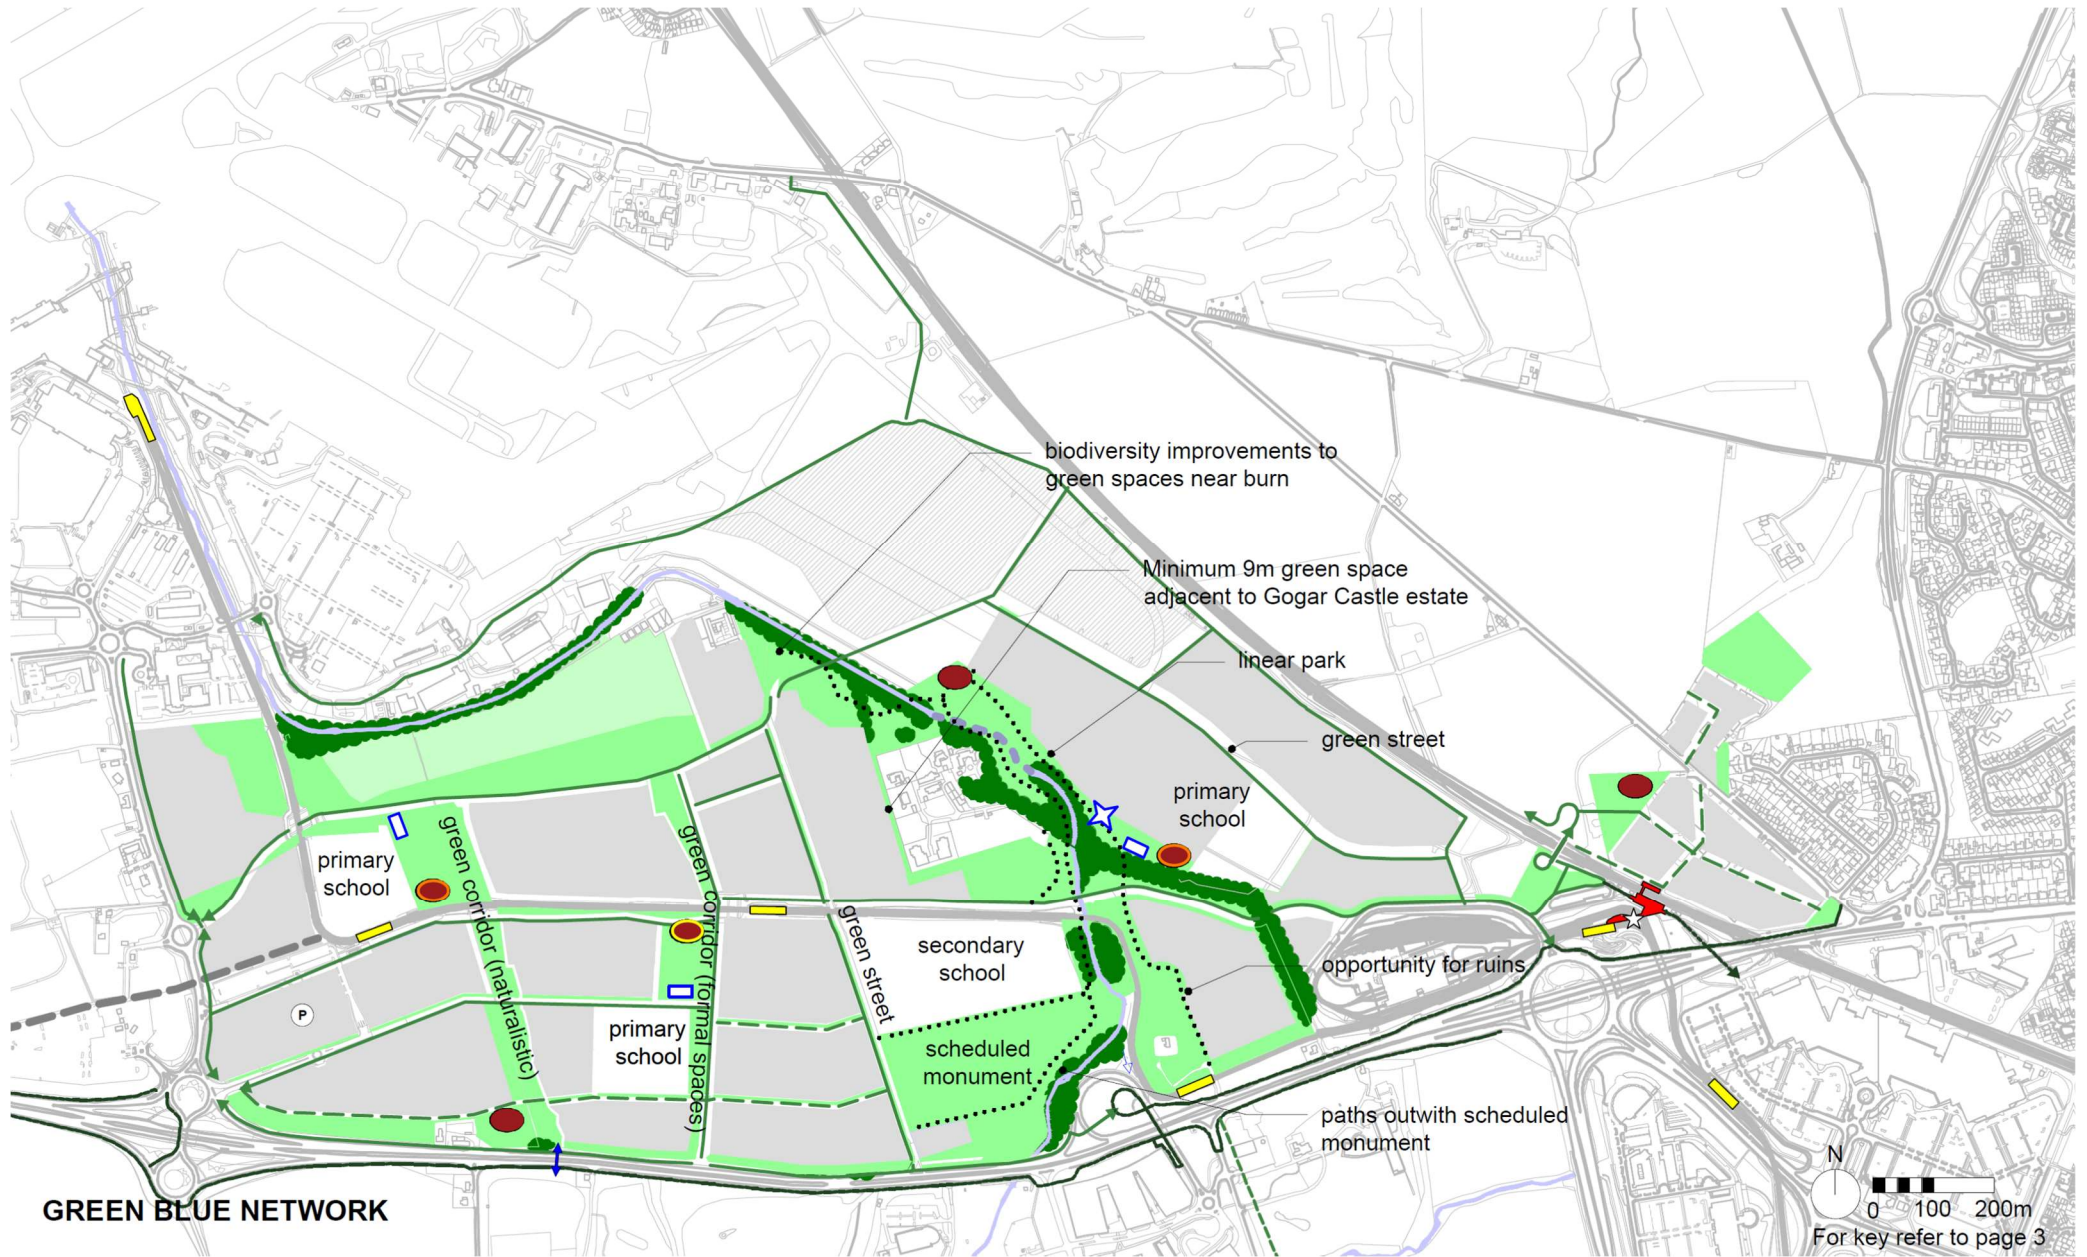 biodiversity improvements to
green spaces near burn
Minimum 9m green space
adjacent to Gogar Castle estate
linear park
green street
primary
school
primary
school
green corridor (naturalistic)
green corridor (formal spaces)
green street
secondary
school
opportunity for ruins
P
primary
school
scheduled
monument
paths outwith scheduled
monument
N
0 100 200m
For key refer to page 3
GREEN BLUE NETWORK